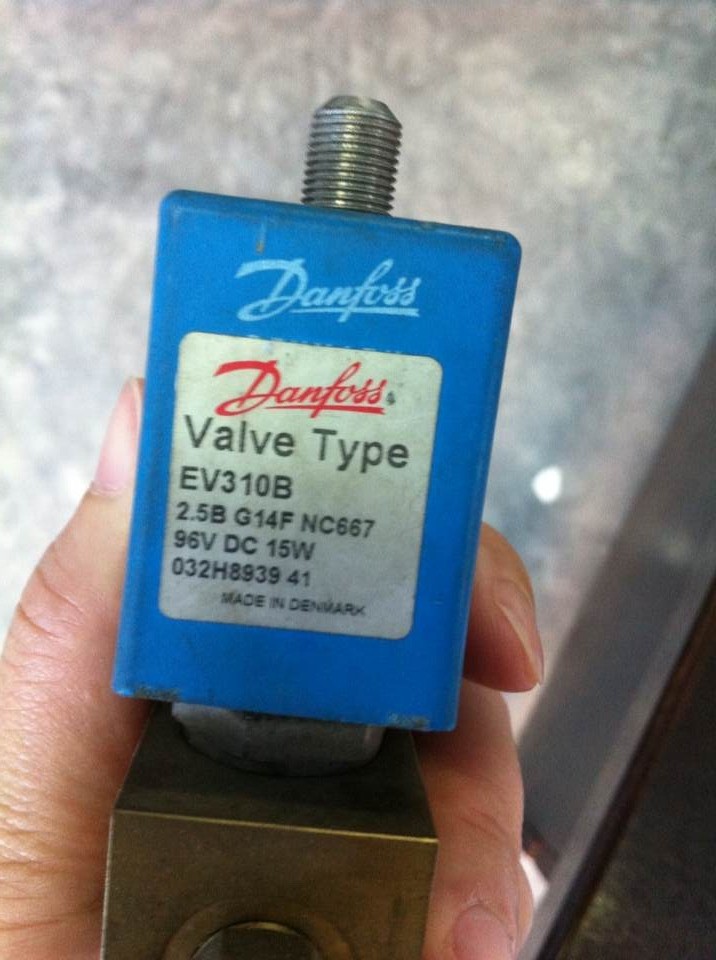 Danfoss
Danfoss
Valve Type
EV310B
2.5B G14F NC667
96V DC 15W
032H8939 41
MADE IN DENMARK